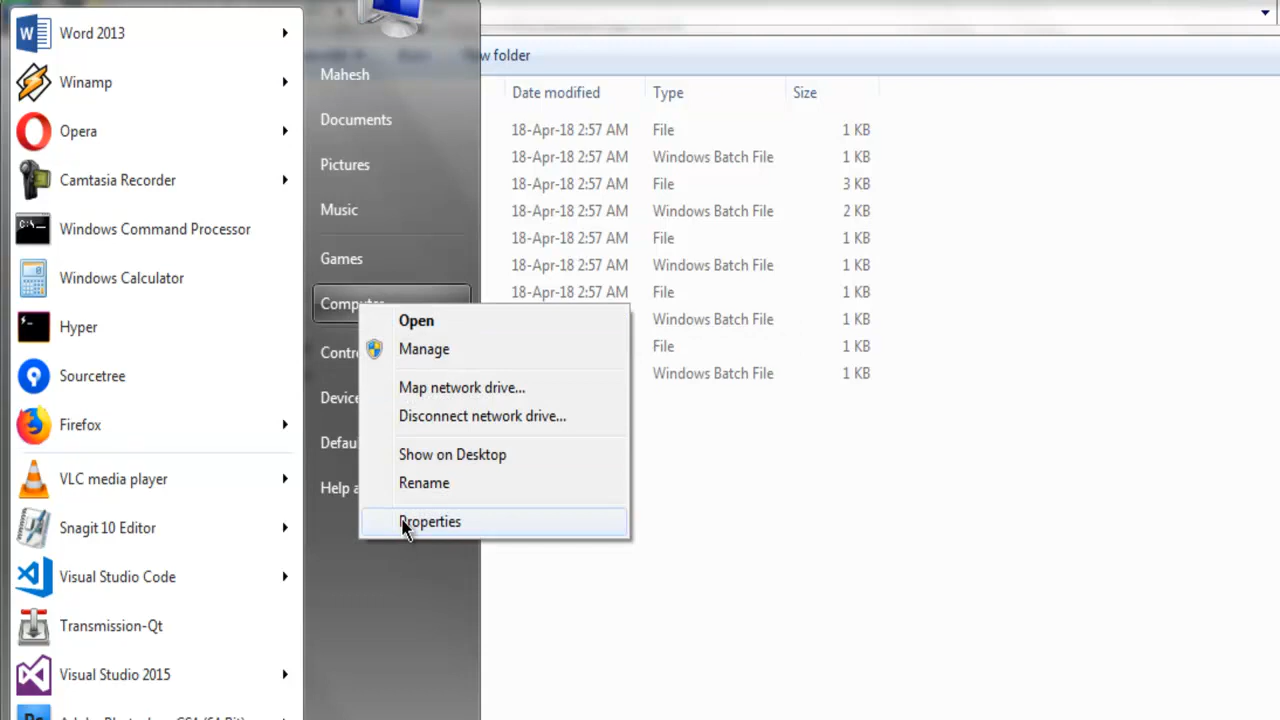 Word 2013
Winamp
Opera
Camtasia Recorder
Windows Command Processor
Windows Calculator
Hyper
Sourcetree
Firefox
VLC media player
Snagit 10 Editor
Visual Studio Code
Transmission-Qt
Visual Studio 2015
Mahesh
Documents
Pictures
Music
Games
Computer
Contr
Device
Defau
Help a
Open
Manage
Map network drive...
Disconnect network drive...
Show on Desktop
Rename
Properties
w folder
Date modified Type Size
18-Apr-18 2:57 AM File 1 KB
18-Apr-18 2:57 AM Windows Batch File 1 KB
18-Apr-18 2:57 AM File 3 KB
18-Apr-18 2:57 AM Windows Batch File 2 KB
18-Apr-18 2:57 AM File 1 KB
18-Apr-18 2:57 AM Windows Batch File 1 KB
18-Apr-18 2:57 AM File 1 KB
Windows Batch File 1 KB
File 1 KB
Windows Batch File 1 KB